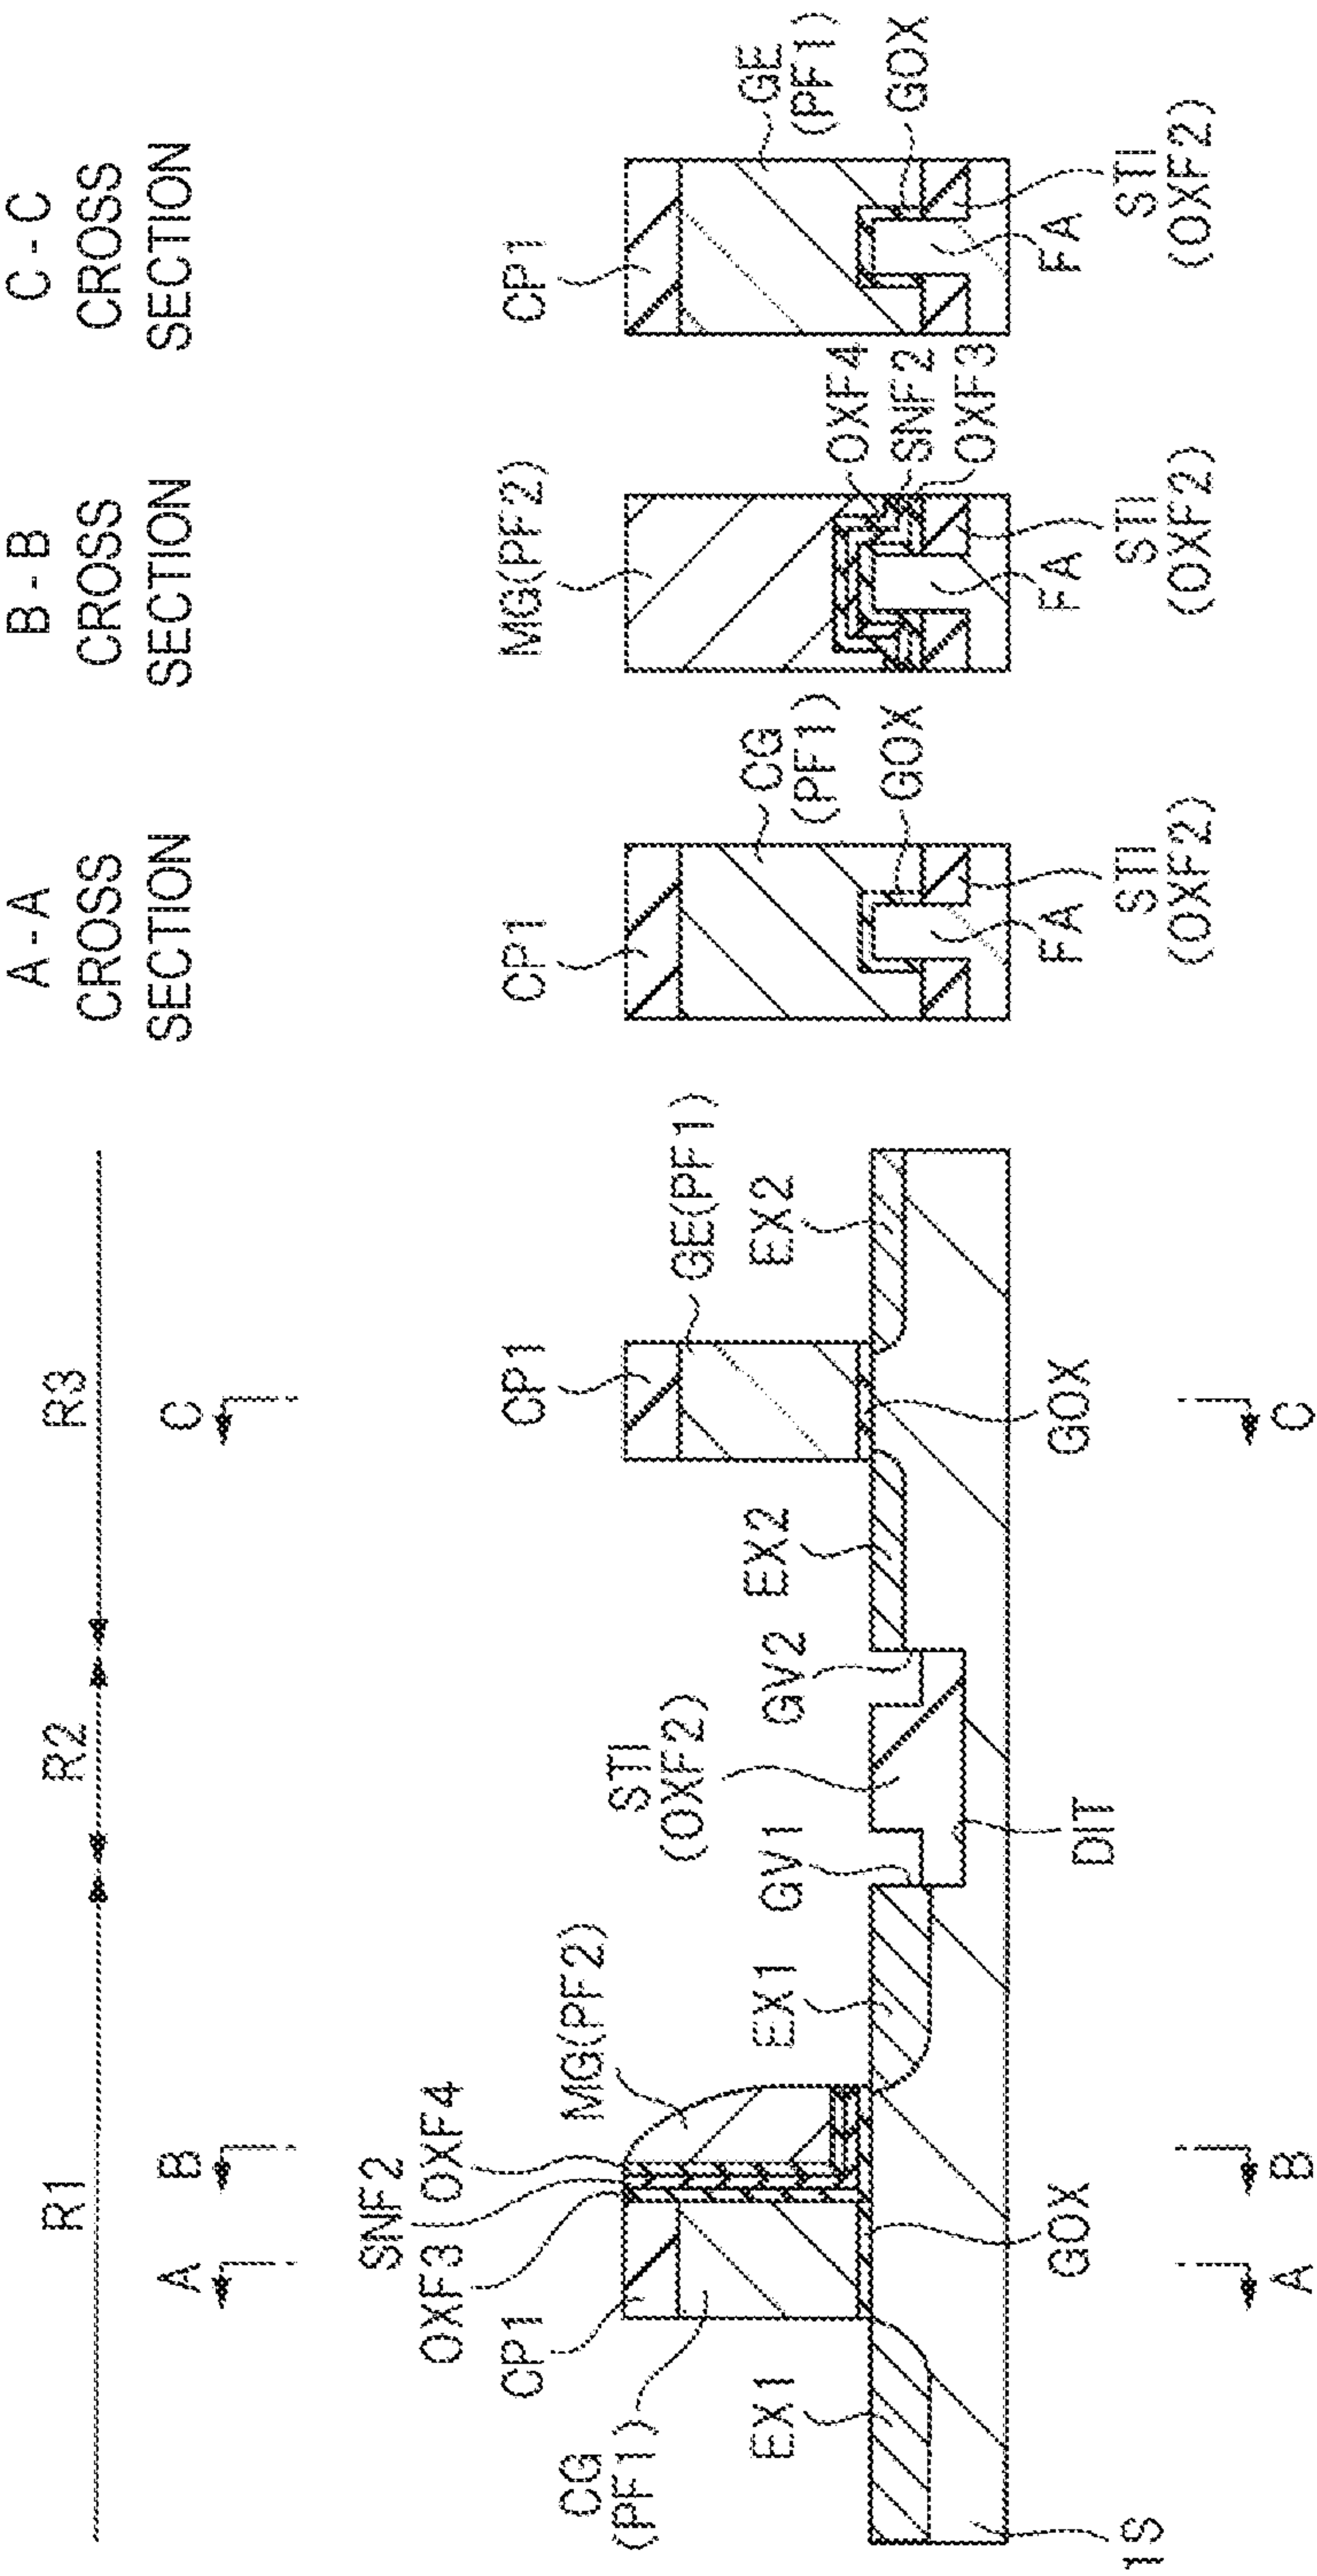 R1
R2
R3
A - A
CROSS
SECTION
B - B
CROSS
SECTION
C - C
CROSS
SECTION
A
B
C
SNF2
OXF3
OXF4
CP1
CG
(PF1)
MG(PF2)
EX1
EX1
GV1
STI
(OXF2)
GV2
EX2
CP1
GE(PF1)
EX2
1S
GOX
DIT
GOX
A
B
C
CP1
CG
(PF1)
GOX
FA
STI
(OXF2)
MG(PF2)
OXF4
SNF2
OXF3
FA
STI
(OXF2)
CP1
GE
(PF1)
GOX
FA
STI
(OXF2)